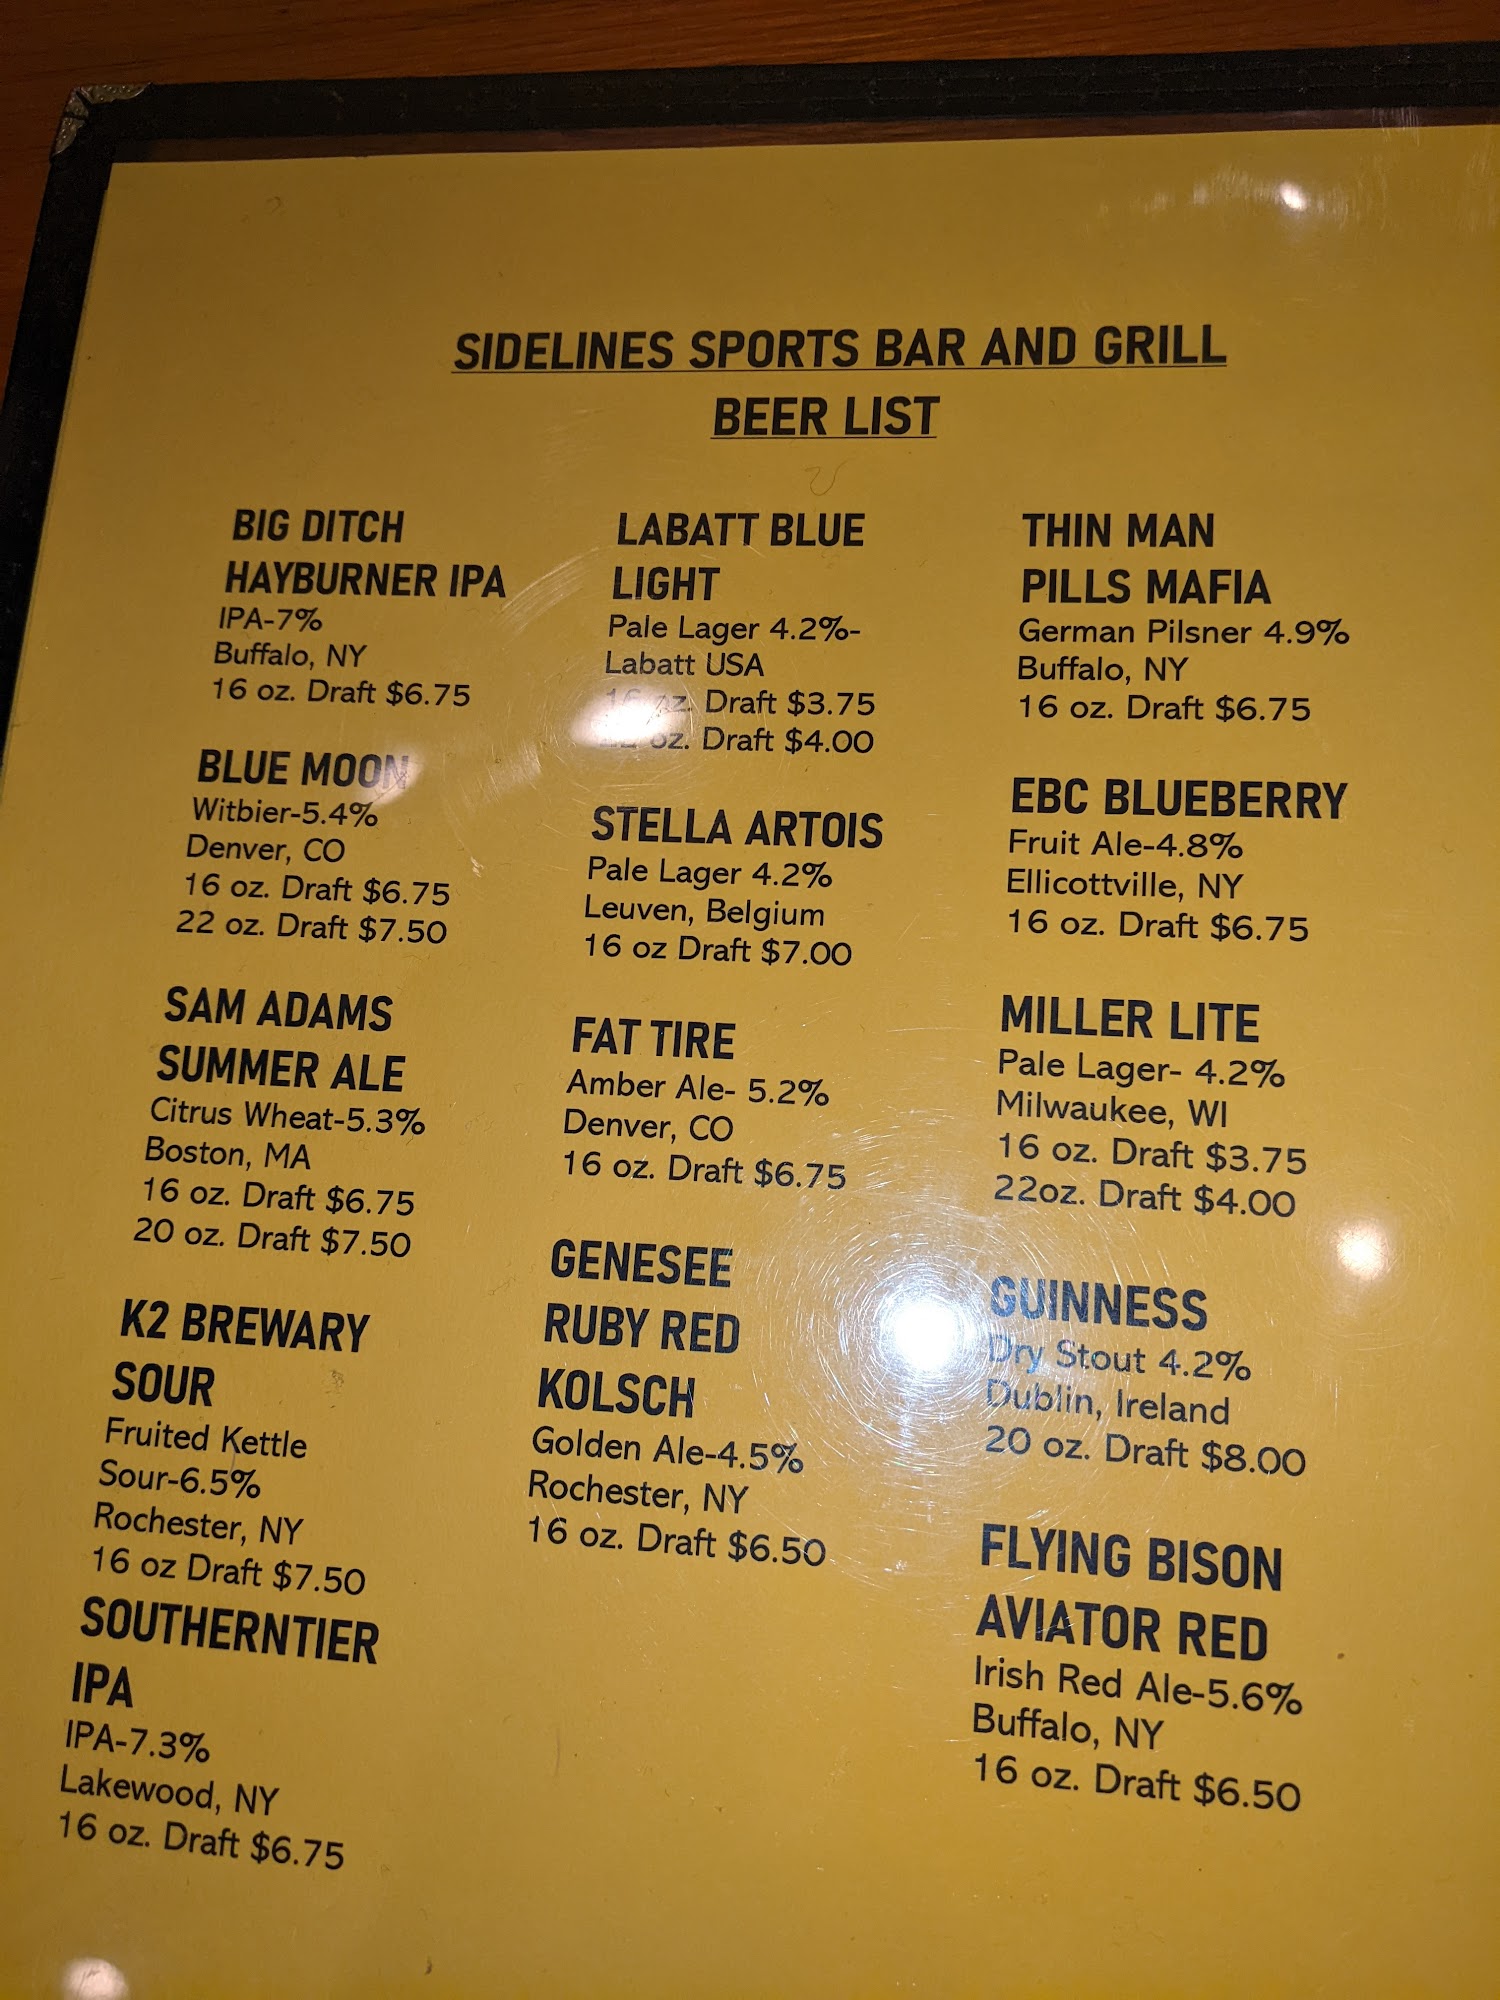 SIDELINES SPORTS BAR AND GRILL
BEER LIST
BIG DITCH
HAYBURNER IPA
IPA-7%
Buffalo, NY
16 oz. Draft $6.75
BLUE MOON
Witbier-5.4%
Denver, CO
16 oz. Draft $6.75
22 oz. Draft $7.50
SAM ADAMS
SUMMER ALE
Citrus Wheat-5.3%
Boston, MA
16 oz. Draft $6.75
20 oz. Draft $7.50
K2 BREWARY
SOUR
Fruited Kettle
Sour-6.5%
Rochester, NY
16 oz Draft $7.50
SOUTHERNTIER
IPA
IPA-7.3%
Lakewood, NY
16 oz. Draft $6.75
LABATT BLUE
LIGHT
Pale Lager 4.2%-
Labatt USA
16 oz. Draft $3.75
oz. Draft $4.00
STELLA ARTOIS
Pale Lager 4.2%
Leuven, Belgium
16 oz Draft $7.00
FAT TIRE
Amber Ale- 5.2%
Denver, CO
16 oz. Draft $6.75
GENESEE
RUBY RED
KOLSCH
Golden Ale-4.5%
Rochester, NY
16 oz. Draft $6.50
THIN MAN
PILLS MAFIA
German Pilsner 4.9%
Buffalo, NY
16 oz. Draft $6.75
EBC BLUEBERRY
Fruit Ale-4.8%
Ellicottville, NY
16 oz. Draft $6.75
MILLER LITE
Pale Lager- 4.2%
Milwaukee, WI
16 oz. Draft $3.75
22oz. Draft $4.00
GUINNESS
Dry Stout 4.2%
Dublin, Ireland
20 oz. Draft $8.00
FLYING BISON
AVIATOR RED
Irish Red Ale-5.6%
Buffalo, NY
16 oz. Draft $6.50